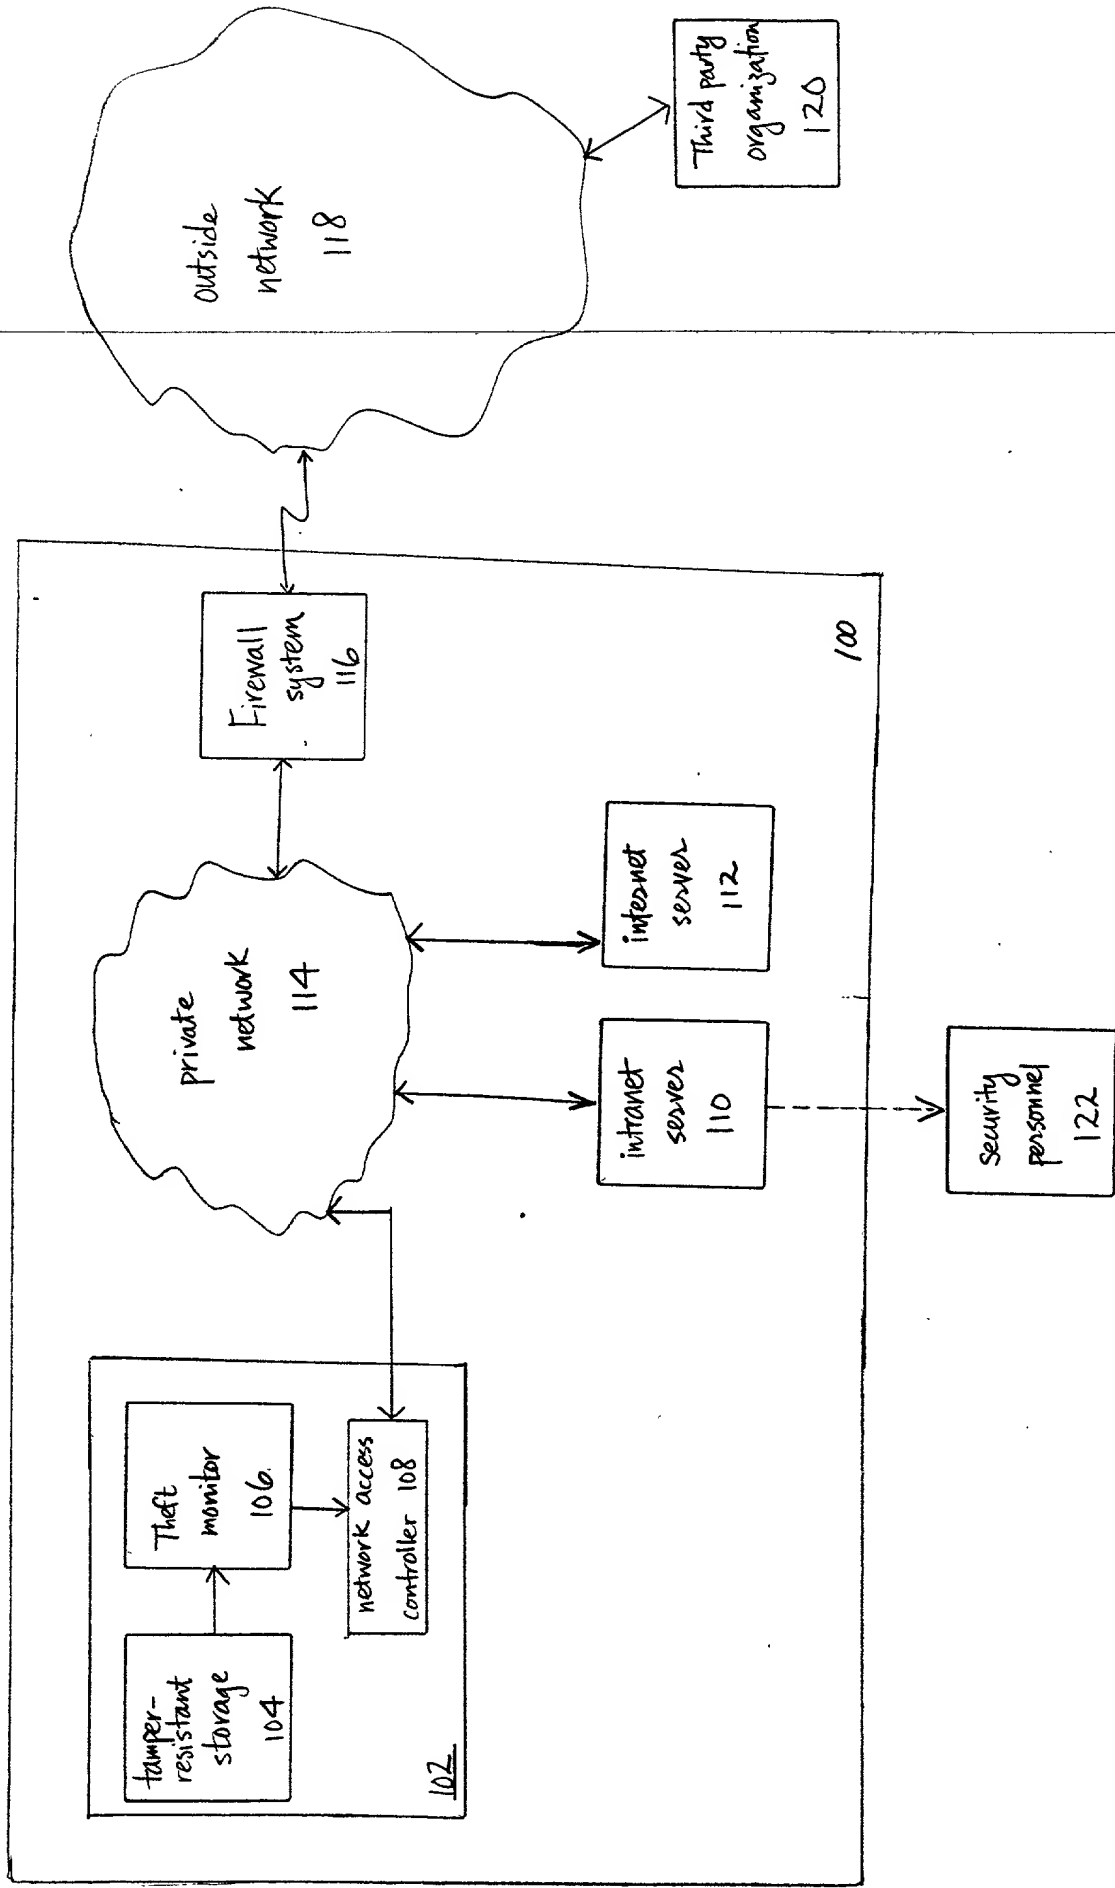 tamper-
resistant
storage
104
Theft
monitor
106
network access
controller 108
102
private
network
114
Firewall
system
116
intranet
server
110
internet
server
112
100
outside
network
118
Third party
organization
120
security
personnel
122